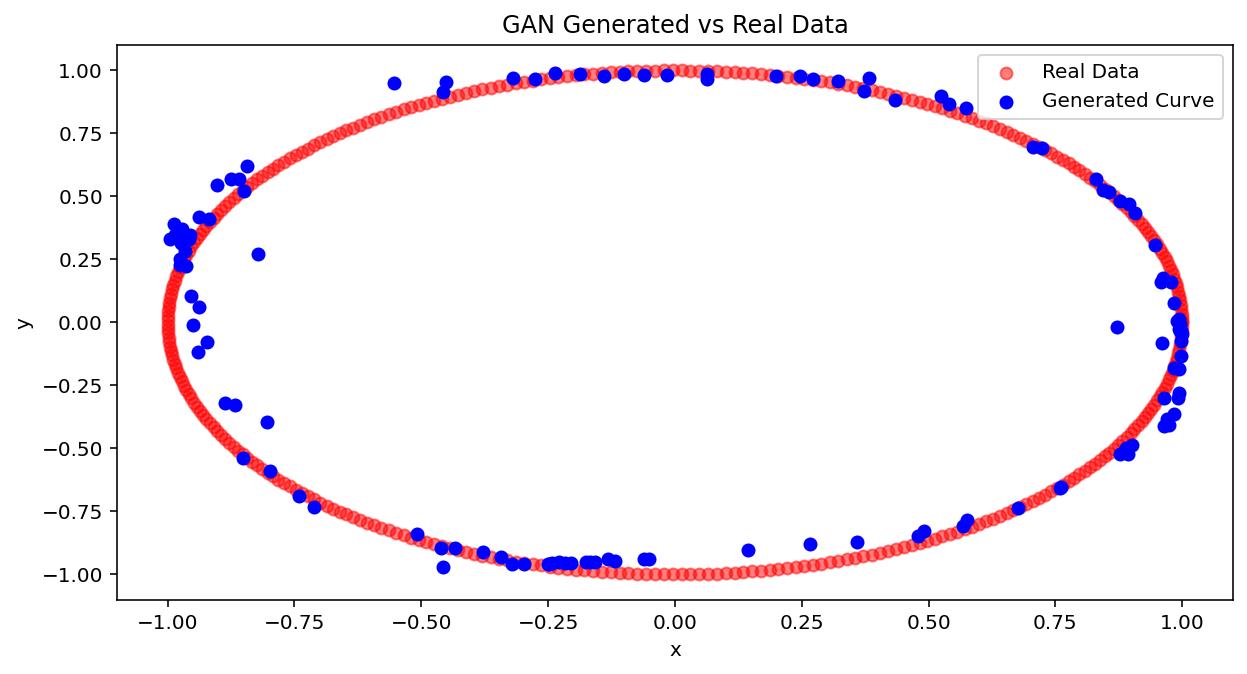 GAN Generated vs Real Data
Real Data
Generated Curve
1.00
0.75
0.50
0.25
0.00
−0.25
−0.50
−0.75
−1.00
y
−1.00 −0.75 −0.50 −0.25 0.00 0.25 0.50 0.75 1.00
x